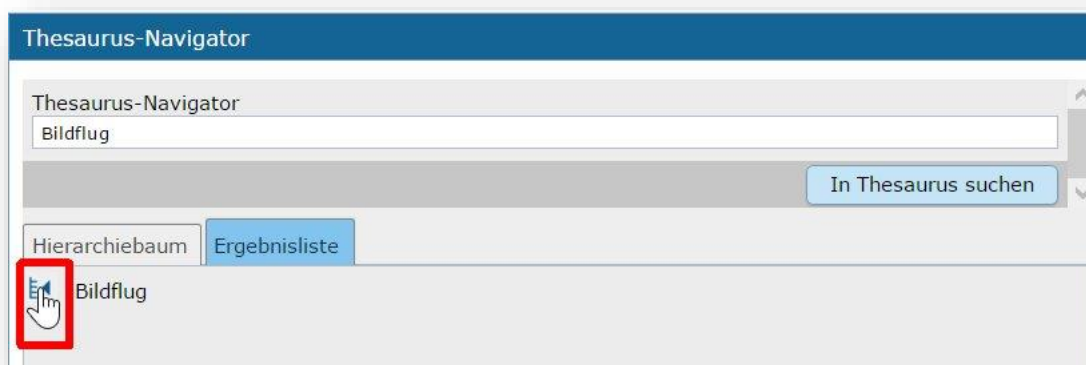 Thesaurus-Navigator
Thesaurus-Navigator
Bildflug
In Thesaurus suchen
Hierarchiebaum Ergebnisliste
Bildflug